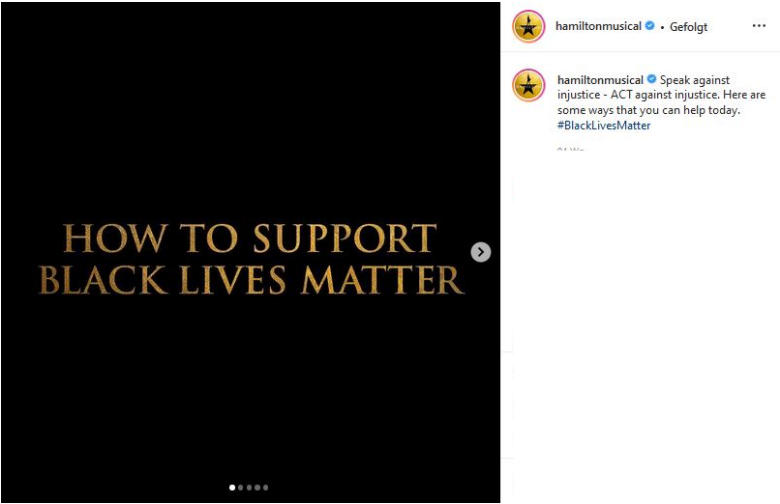 HOW TO SUPPORT
BLACK LIVES MATTER
hamiltonmusical • Gefolgt
hamiltonmusical Speak against
injustice - ACT against injustice. Here are
some ways that you can help today.
#BlackLivesMatter